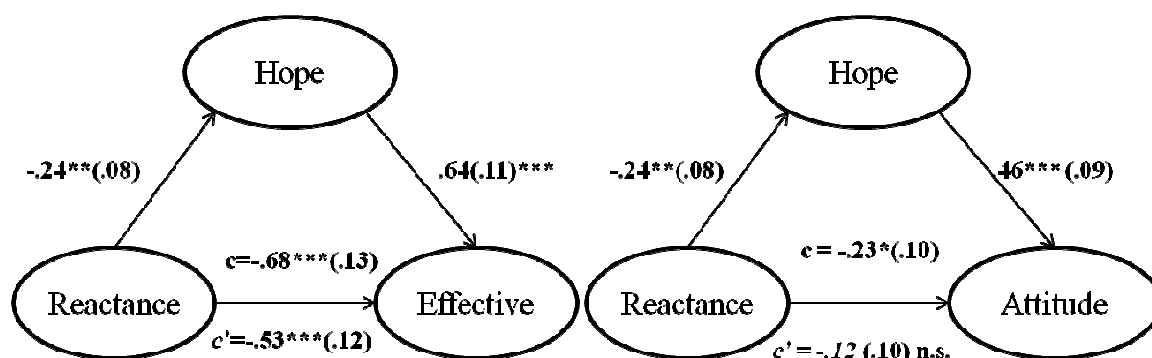 Hope
Hope
-.24**(.08)
.64(.11)***
-.24**(.08)
46***(.09)
Reactance
c=-.68***(.13)
Effective
Reactance
c = -.23*(.10)
Attitude
c'=-.53***(.12)
c' = -.12 (.10) n.s.